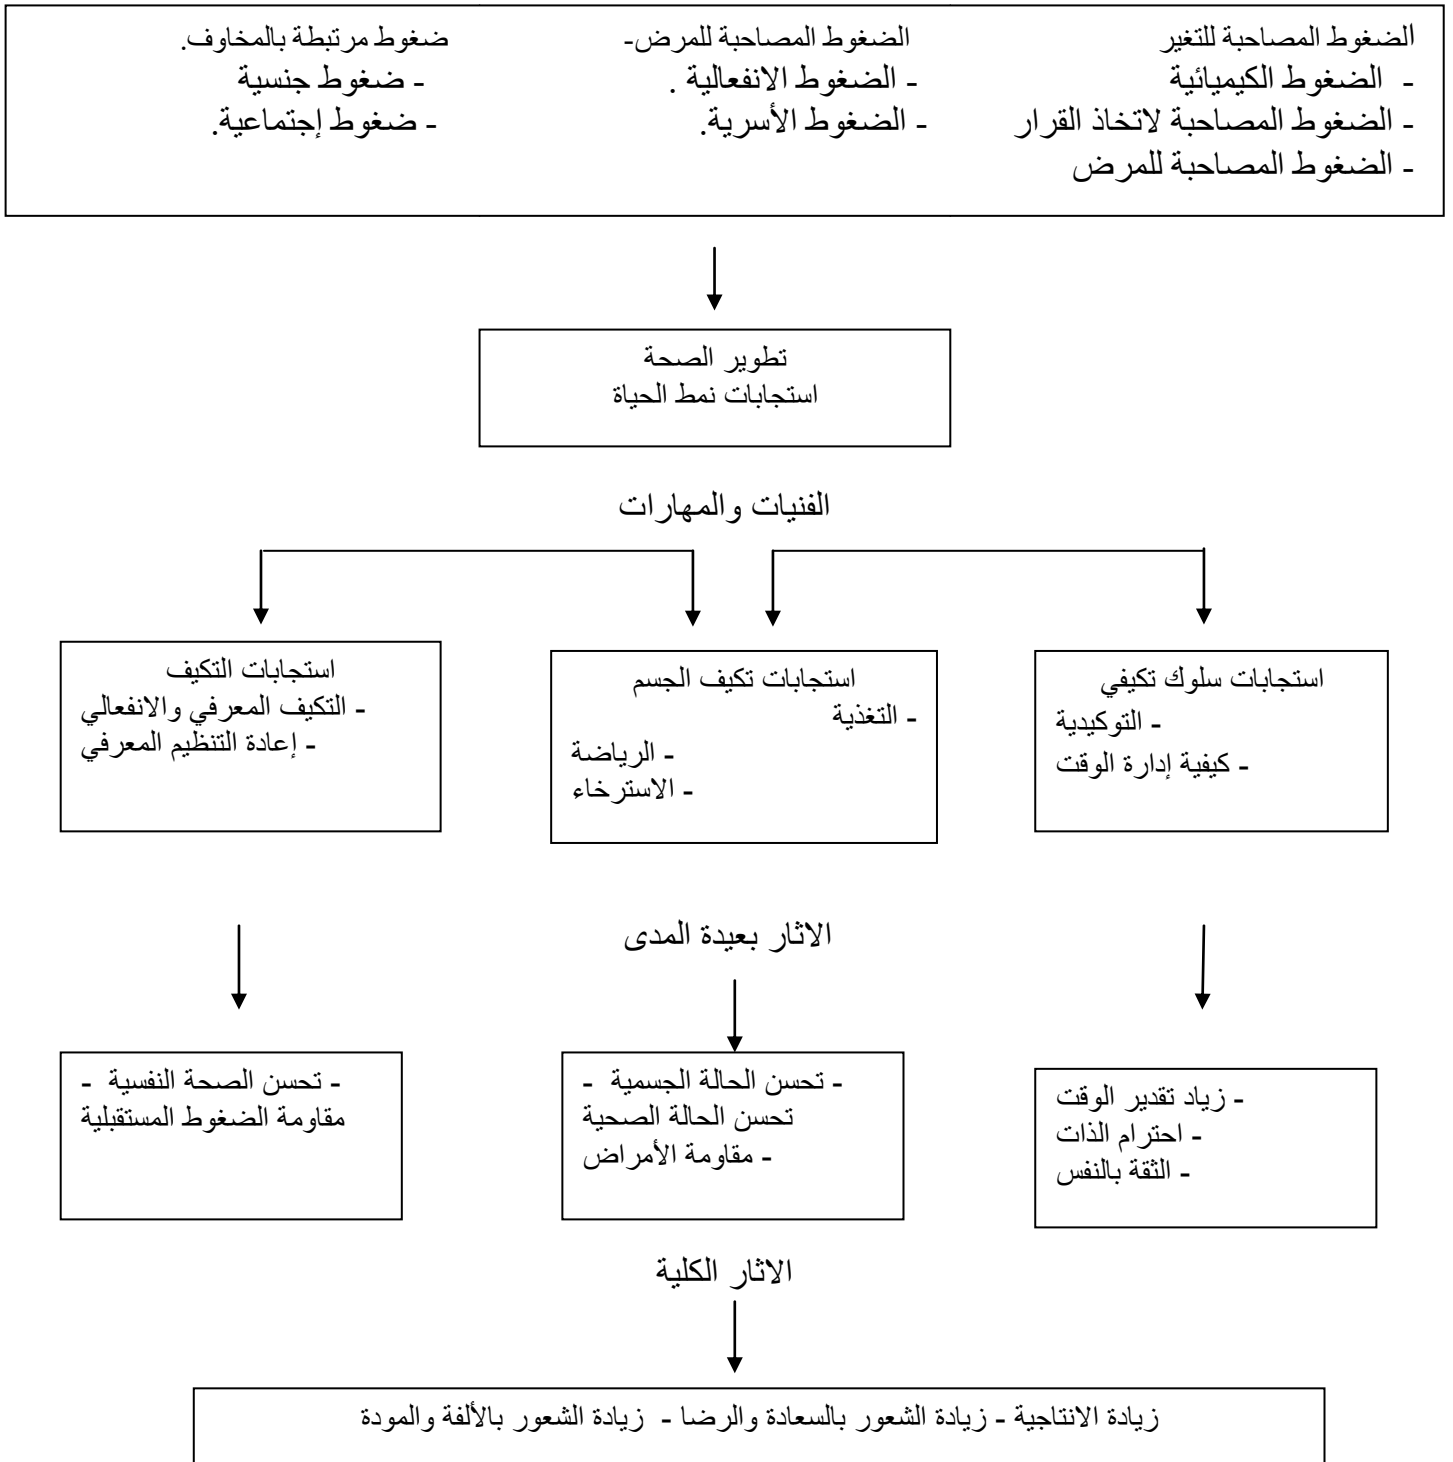 الضغوط المصاحبة للتغير الضغوط المصاحبة للمرض- ضغوط مرتبطة بالمخاوف.
- الضغوط الكيميائية - الضغوط الانفعالية . - ضغوط جنسية
- الضغوط المصاحبة لاتخاذ القرار - الضغوط الأسرية. - ضغوط إجتماعية.
- الضغوط المصاحبة للمرض
تطوير الصحة
استجابات نمط الحياة
الفنيات والمهارات
استجابات سلوك تكيفي
- التوكيدية
- كيفية إدارة الوقت
استجابات تكيف الجسم
- التغذية
- الرياضة
- الاسترخاء
استجابات التكيف
- التكيف المعرفي والانفعالي
- إعادة التنظيم المعرفي
الاثار بعيدة المدى
- زياد تقدير الوقت
- احترام الذات
- الثقة بالنفس
- تحسن الحالة الجسمية -
تحسن الحالة الصحية
- مقاومة الأمراض
- تحسن الصحة النفسية -
مقاومة الضغوط المستقبلية
الاثار الكلية
زيادة الانتاجية - زيادة الشعور بالسعادة والرضا - زيادة الشعور بالألفة والمودة